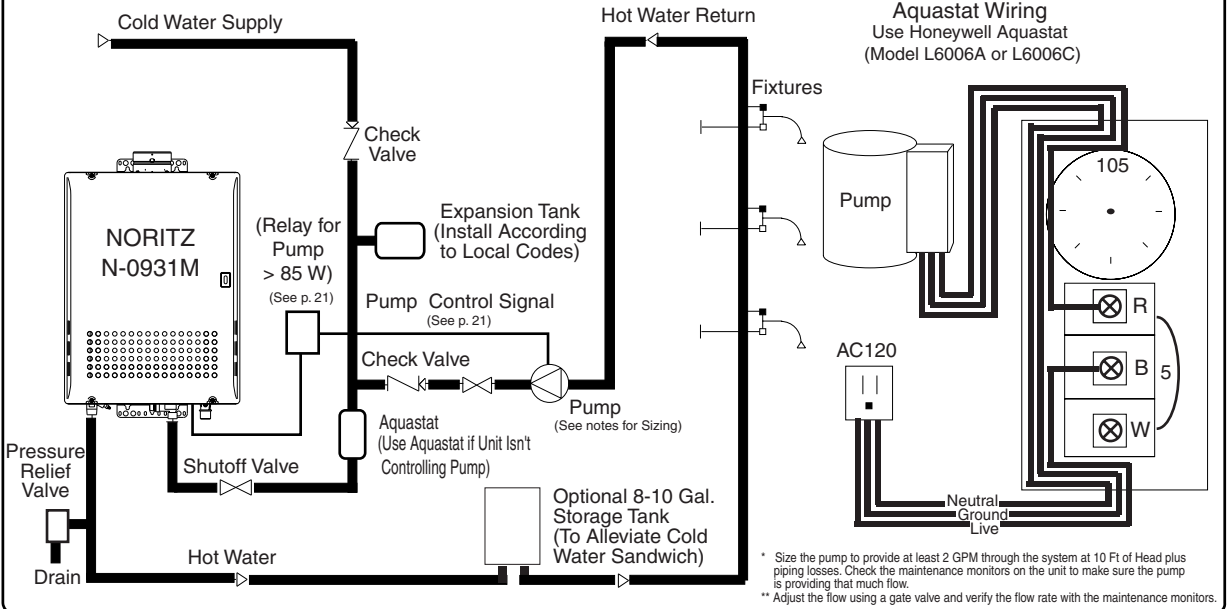 Cold Water Supply
Hot Water Return
Aquastat Wiring
Use Honeywell Aquastat
(Model L6006A or L6006C)
Check
Valve
Fixtures
NORITZ
N-0931M
(Relay for
Pump
> 85 W)
(See p. 21)
Expansion Tank
(Install According
to Local Codes)
Pump
105
Pump Control Signal
(See p. 21)
Check Valve
Pump
(See notes for Sizing)
AC120
R
B
5
W
Aquastat
(Use Aquastat if Unit Isn't
Controlling Pump)
Pressure
Relief
Valve
Shutoff Valve
Drain
Hot Water
Optional 8-10 Gal.
Storage Tank
(To Alleviate Cold
Water Sandwich)
Neutral
Ground
Live
* Size the pump to provide at least 2 GPM through the system at 10 Ft of Head plus
piping losses. Check the maintenance monitors on the unit to make sure the pump
is providing that much flow.
** Adjust the flow using a gate valve and verify the flow rate with the maintenance monitors.